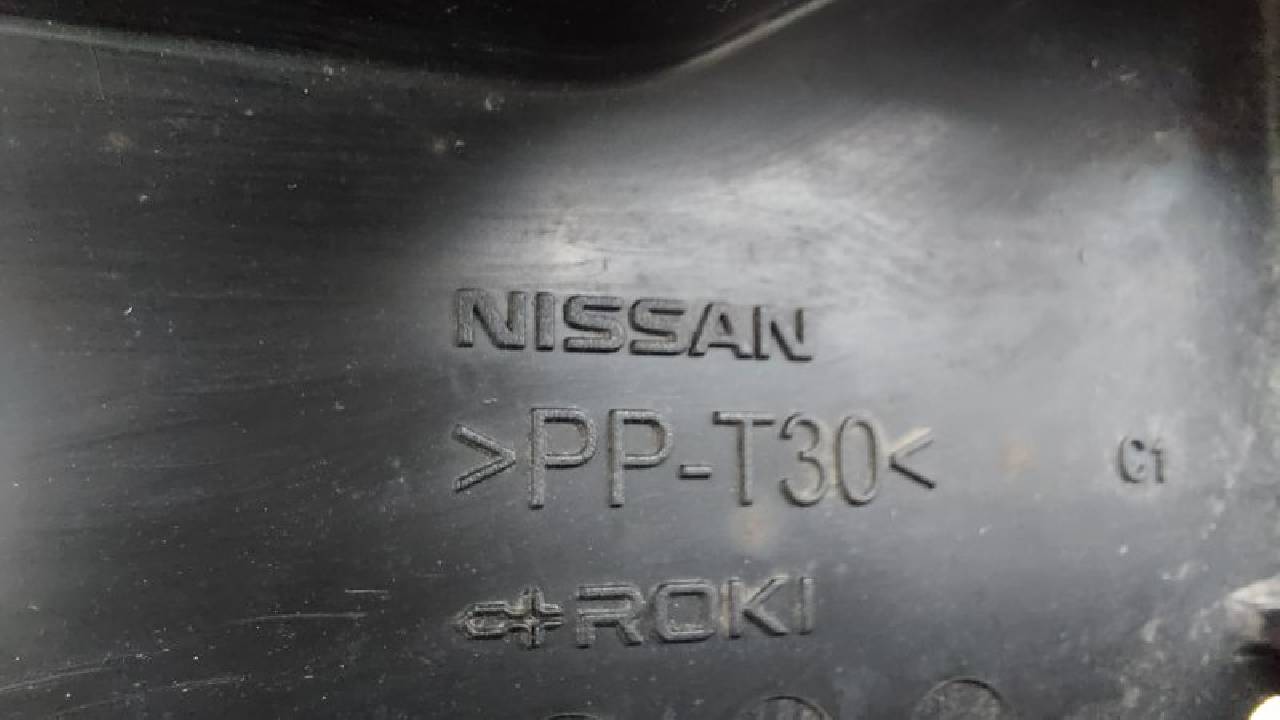 NISSAN
>PP-T30<
C1
ROKI